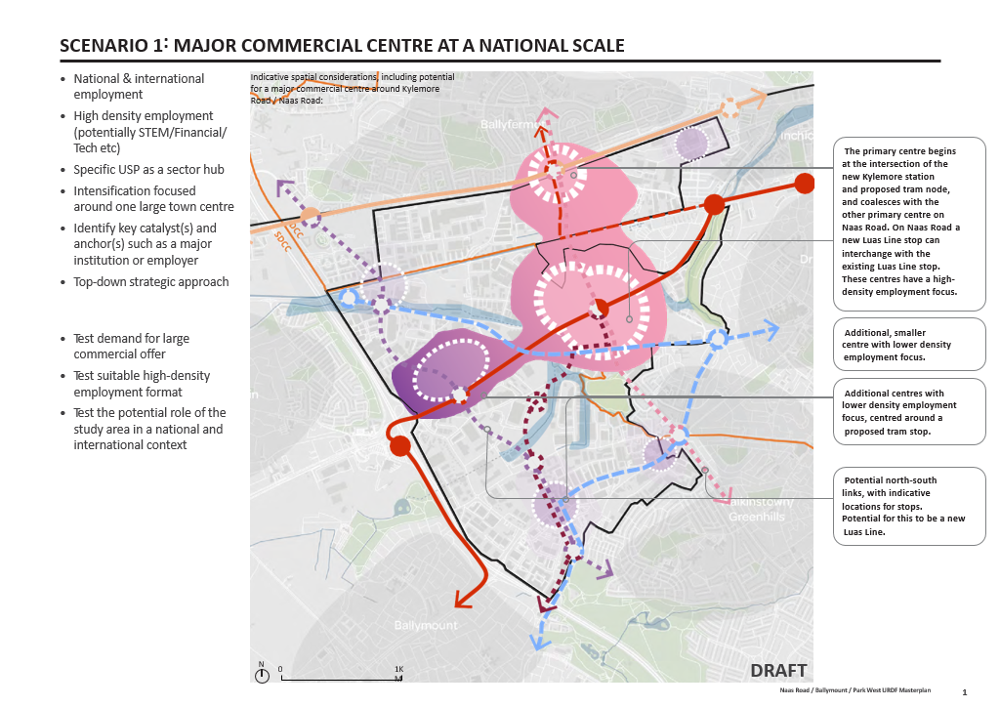 SCENARIO 1: MAJOR COMMERCIAL CENTRE AT A NATIONAL SCALE
• National & international
employment
• High density employment
(potentially STEM/Financial/
Tech etc)
• Specific USP as a sector hub
• Intensification focused
around one large town centre
• Identify key catalyst(s) and
anchor(s) such as a major
institution or employer
• Top-down strategic approach
• Test demand for large
commercial offer
• Test suitable high-density
employment format
• Test the potential role of the
study area in a national and
international context
Indicative spatial considerations, including potential
for a major commercial centre around Kylemore
Road / Naas Road:
Ballyfermot
Inchic
DCC
SDCC
Dr
in
lkinstown/
Greenhills
Ballymount
N
0
1K
M
DRAFT
The primary centre begins
at the intersection of the
new Kylemore station
and proposed tram node,
and coalesces with the
other primary centre on
Naas Road. On Naas Road a
new Luas Line stop can
interchange with the
existing Luas Line stop.
These centres have a high-
density employment focus.
Additional, smaller
centre with lower density
employment focus.
Additional centres with
lower density employment
focus, centred around a
proposed tram stop.
Potential north-south
links, with indicative
locations for stops.
Potential for this to be a new
Luas Line.
Naas Road / Ballymount / Park West URDF Masterplan
1